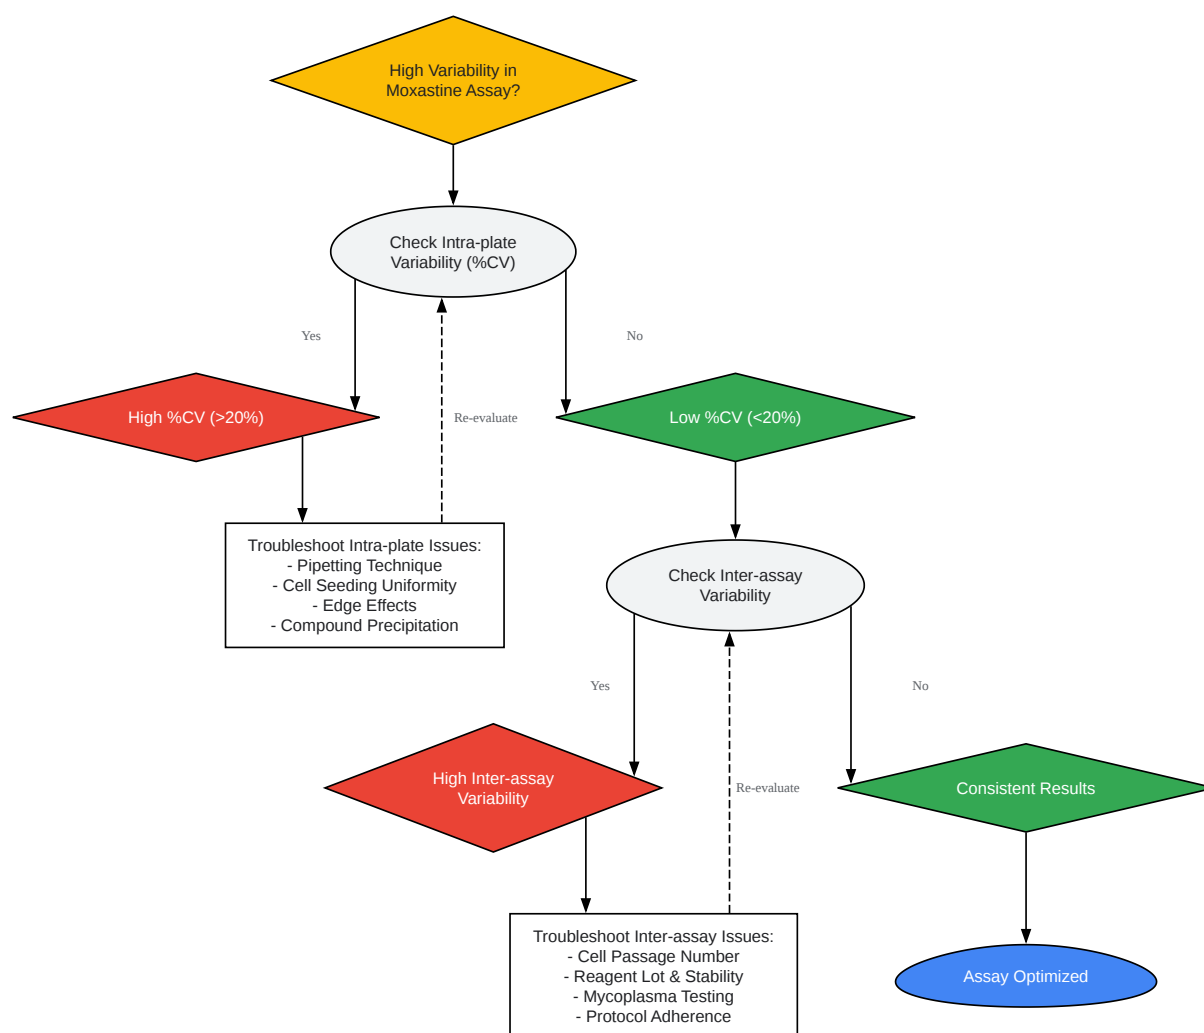 High Variability in
Moxastine Assay?
Check Intra-plate
Variability (%CV)
Yes
No
High %CV (>20%)
Re-evaluate
Low %CV (<20%)
Troubleshoot Intra-plate Issues:
- Pipetting Technique
- Cell Seeding Uniformity
- Edge Effects
- Compound Precipitation
Check Inter-assay
Variability
Yes
No
High Inter-assay
Variability
Re-evaluate
Consistent Results
Troubleshoot Inter-assay Issues:
- Cell Passage Number
- Reagent Lot & Stability
- Mycoplasma Testing
- Protocol Adherence
Assay Optimized